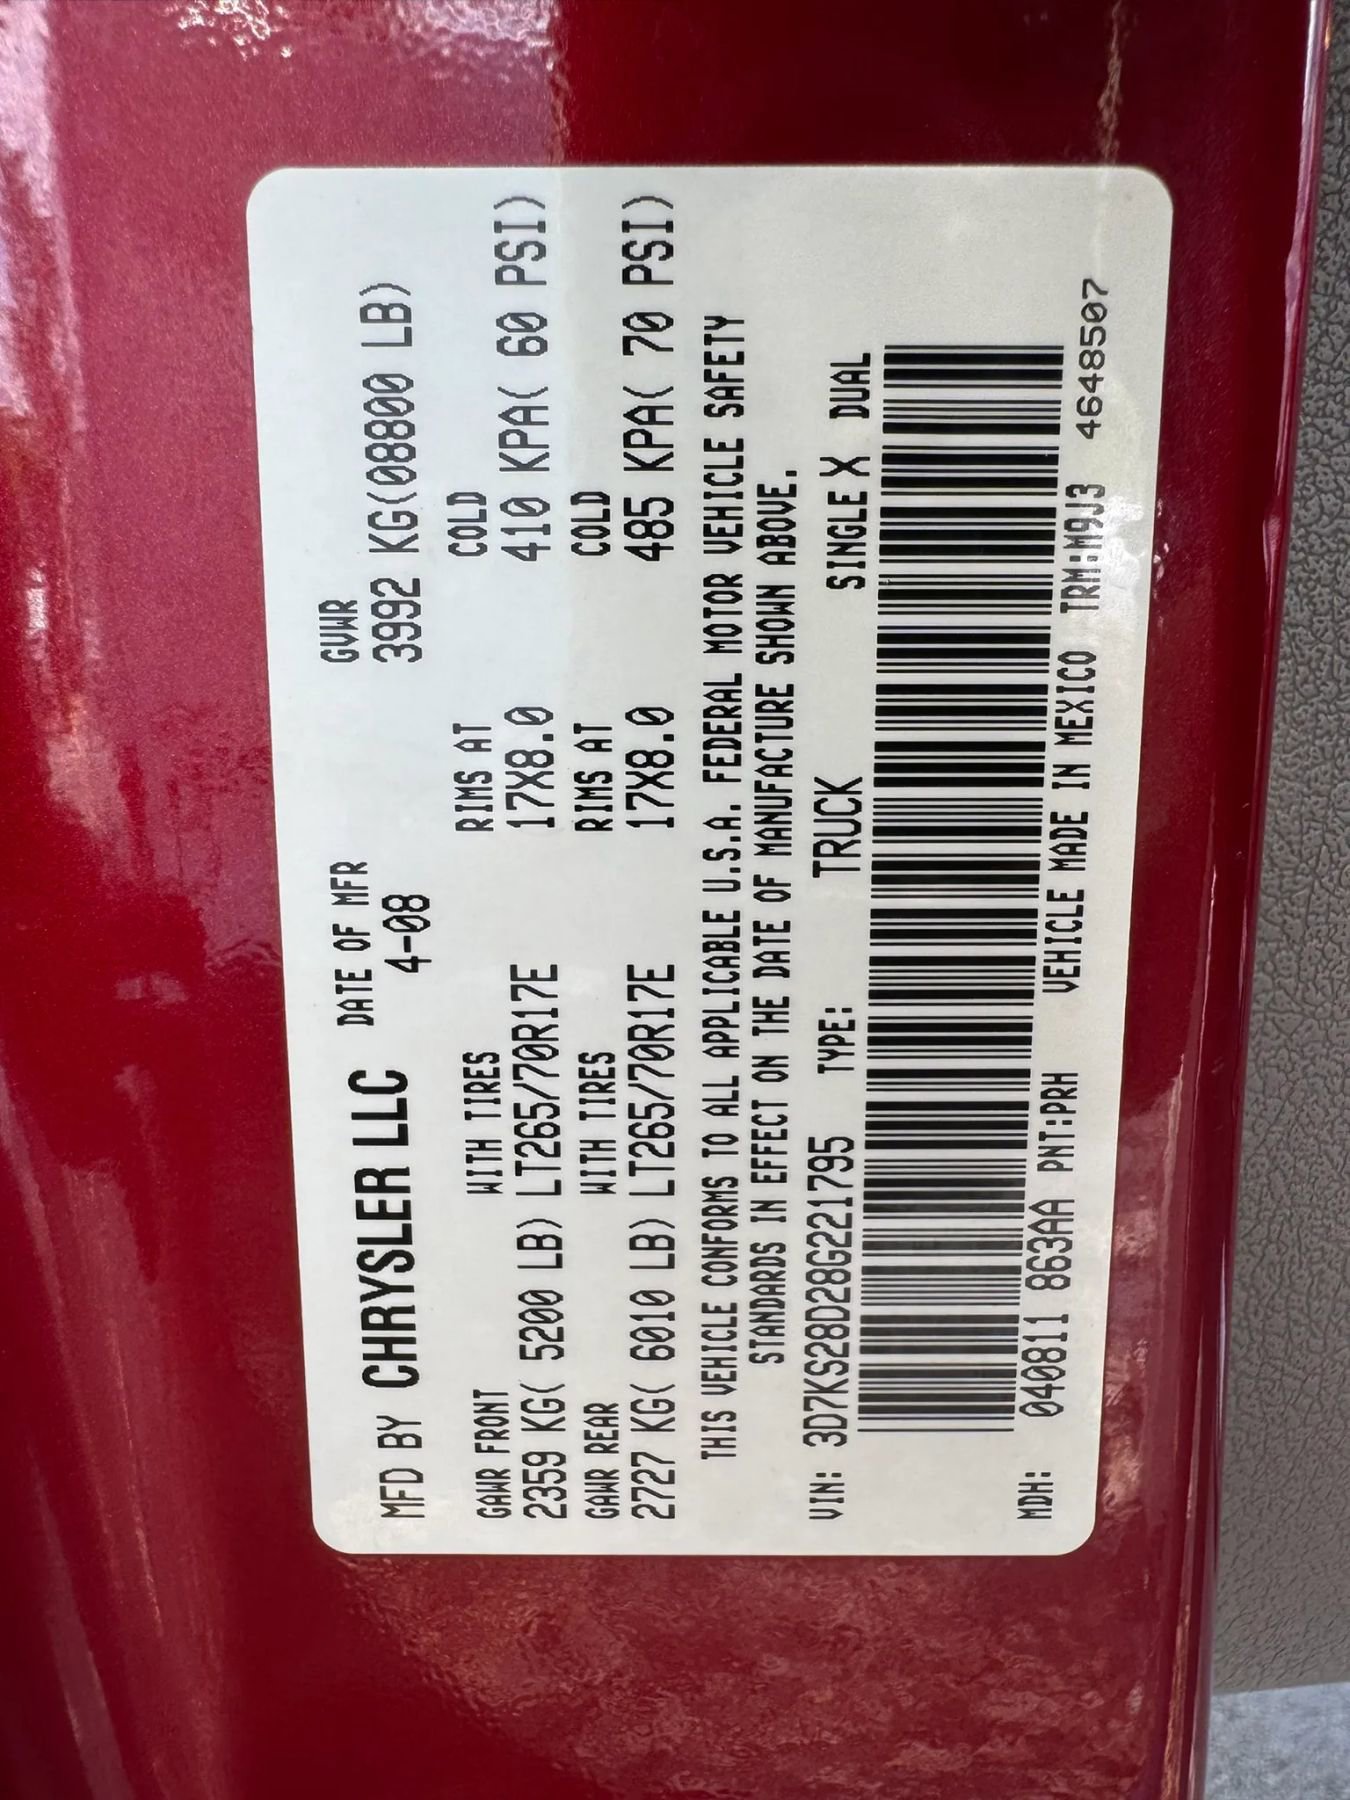 MFD BY CHRYSLER LLC DATE OF MFR GVWR
4-08 3992 KG(08800 LB)
GAWR FRONT WITH TIRES RIMS AT COLD
2359 KG( 5200 LB) LT265/70R17E 17X8.0 410 KPA( 60 PSI)
GAWR REAR WITH TIRES RIMS AT COLD
2727 KG( 6010 LB) LT265/70R17E 17X8.0 485 KPA( 70 PSI)
THIS VEHICLE CONFORMS TO ALL APPLICABLE U.S.A. FEDERAL MOTOR VEHICLE SAFETY
STANDARDS IN EFFECT ON THE DATE OF MANUFACTURE SHOWN ABOVE.
VIN: 3D7KS28D28G221795 TYPE: TRUCK SINGLE X DUAL
MDH: 040811 863AA PNT:PRH VEHICLE MADE IN MEXICO TRM:M9J3 4648507